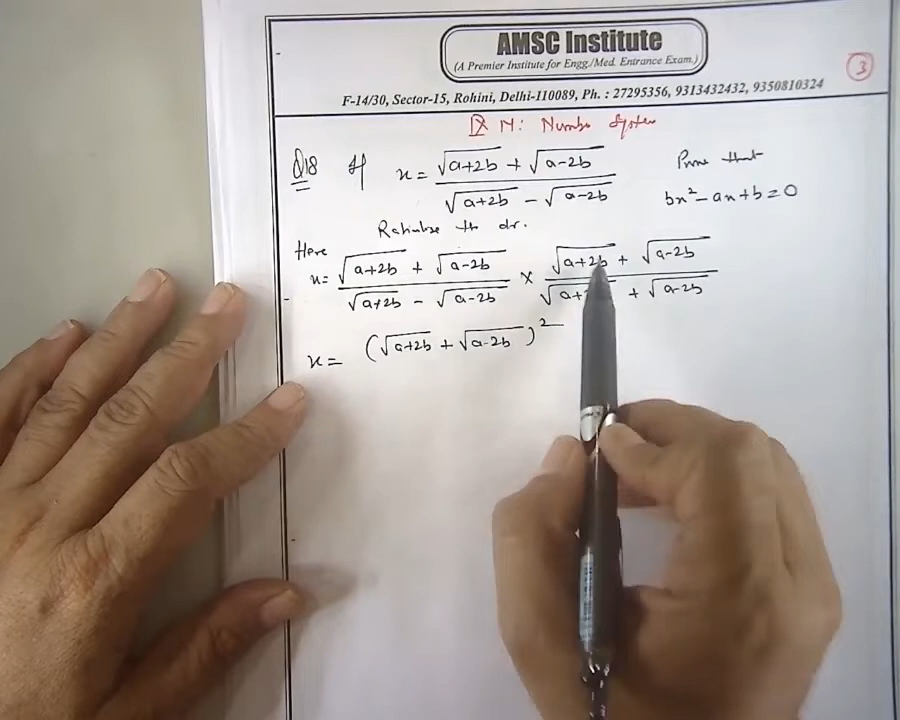 AMSC Institute
(A Premier Institute for Engg./Med. Entrance Exam.)
3
F-14/30, Sector-15, Rohini, Delhi-110089, Ph. : 27295356, 9313432432, 9350810324
IX M: Number System
Q18 If x = (√(a+2b) + √(a-2b)) / (√(a+2b) - √(a-2b)) Prove that
bx² - ax + b = 0
Rationalise the dr.
Here
x = (√(a+2b) + √(a-2b)) / (√(a+2b) - √(a-2b)) × (√(a+2b) + √(a-2b)) / (√(a+ + √(a-2b))
x = (√(a+2b) + √(a-2b))²